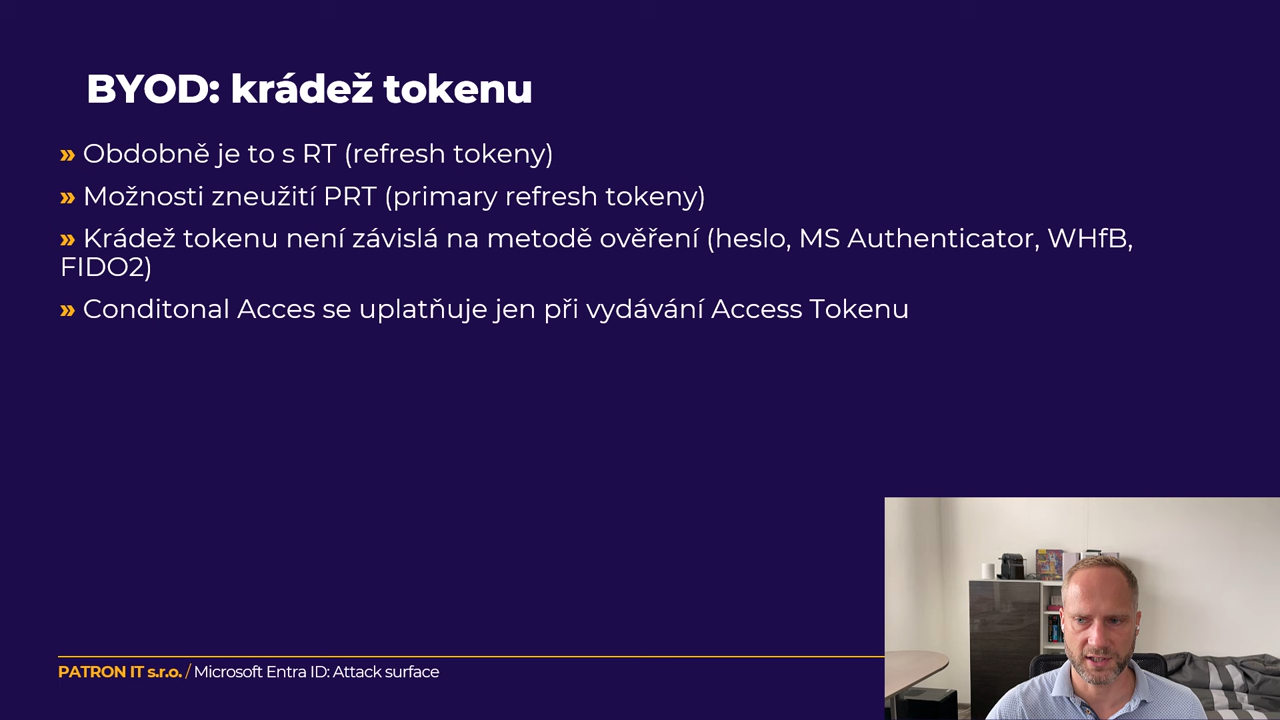 BYOD: krádež tokenu
» Obdobně je to s RT (refresh tokeny)
» Možnosti zneužití PRT (primary refresh tokeny)
» Krádež tokenu není závislá na metodě ověření (heslo, MS Authenticator, WHfB,
FIDO2)
» Conditonal Acces se uplatňuje jen při vydávání Access Tokenu
PATRON IT s.r.o. / Microsoft Entra ID: Attack surface